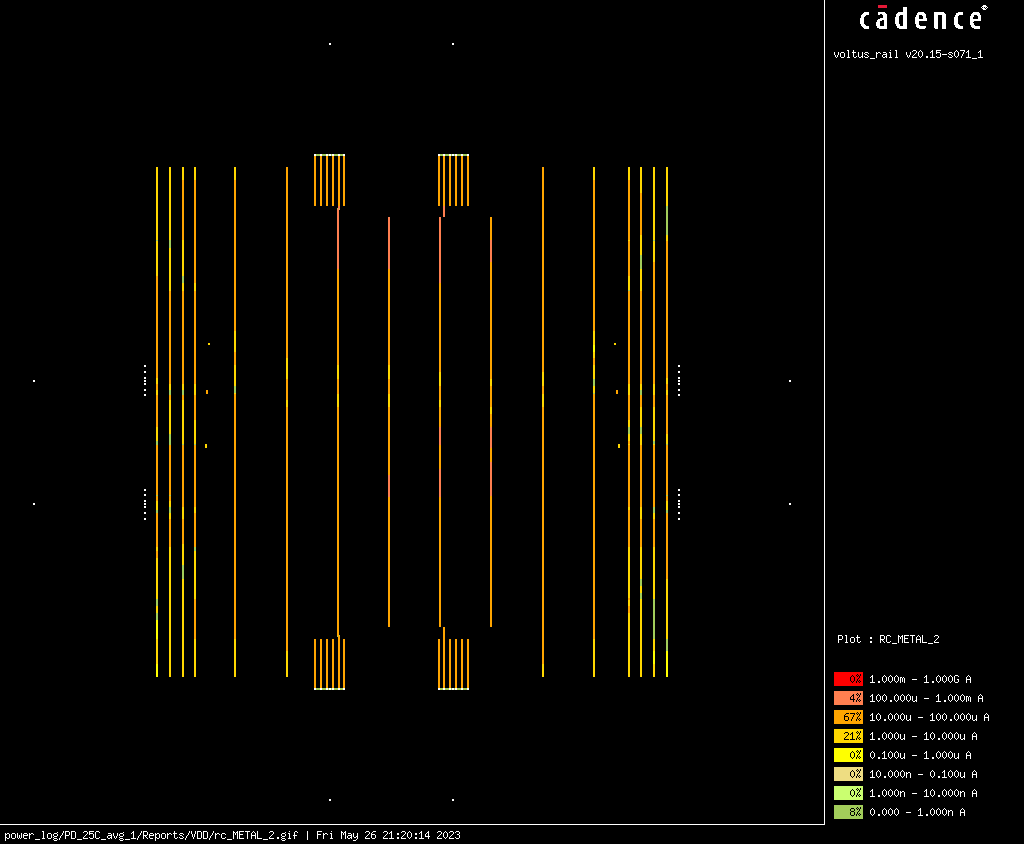 cādence®
voltus_rail v20.15-s071_1
Plot : RC_METAL_2
0% 1.000m - 1.000G A
4% 100.000u - 1.000m A
67% 10.000u - 100.000u A
21% 1.000u - 10.000u A
0% 0.100u - 1.000u A
0% 10.000n - 0.100u A
0% 1.000n - 10.000n A
8% 0.000 - 1.000n A
power_log/PD_25C_avg_1/Reports/VDD/rc_METAL_2.gif | Fri May 26 21:20:14 2023